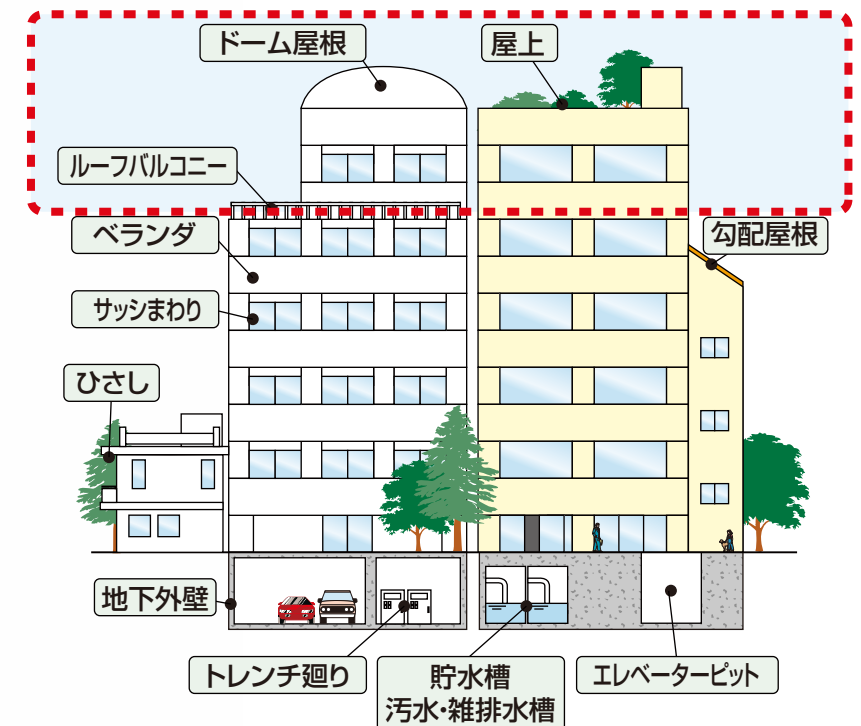 ドーム屋根
屋上
ルーフバルコニー
ベランダ
勾配屋根
サッシまわり
ひさし
地下外壁
トレンチ廻り
貯水槽
汚水・雑排水槽
エレベーターピット